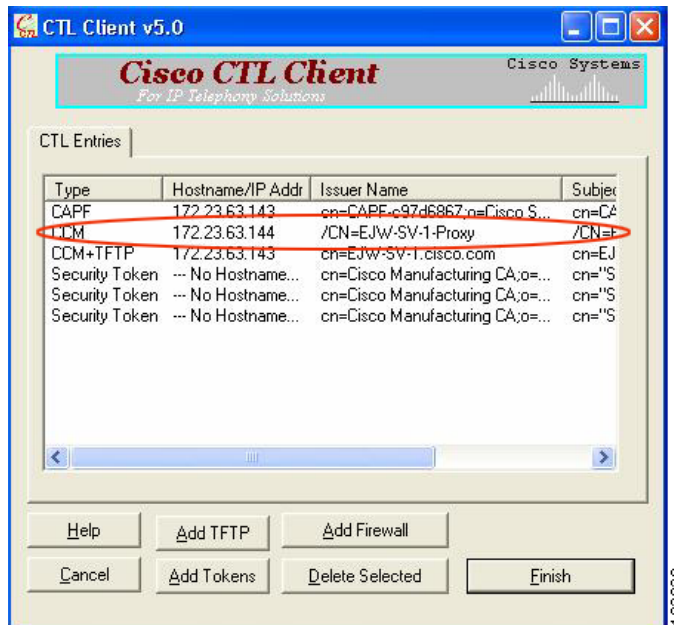 CTL Client v5.0
Cisco CTL Client
For IP Telephony Solutions
Cisco Systems
CTL Entries
Type Hostname/IP Addr Issuer Name Subjec
CAPF 172.23.63.143 cn=CAPF-c97d6867;o=Cisco S... cn=CA
CCM 172.23.63.144 /CN=EJW-SV-1-Proxy /CN=E
CCM+TFTP 172.23.63.143 cn=EJW-SV-1.cisco.com cn=EJ
Security Token --- No Hostname... cn=Cisco Manufacturing CA;o=... cn="S
Security Token --- No Hostname... cn=Cisco Manufacturing CA;o=... cn="S
Security Token --- No Hostname... cn=Cisco Manufacturing CA;o=... cn="S
Help Add TFTP Add Firewall
Cancel Add Tokens Delete Selected Finish